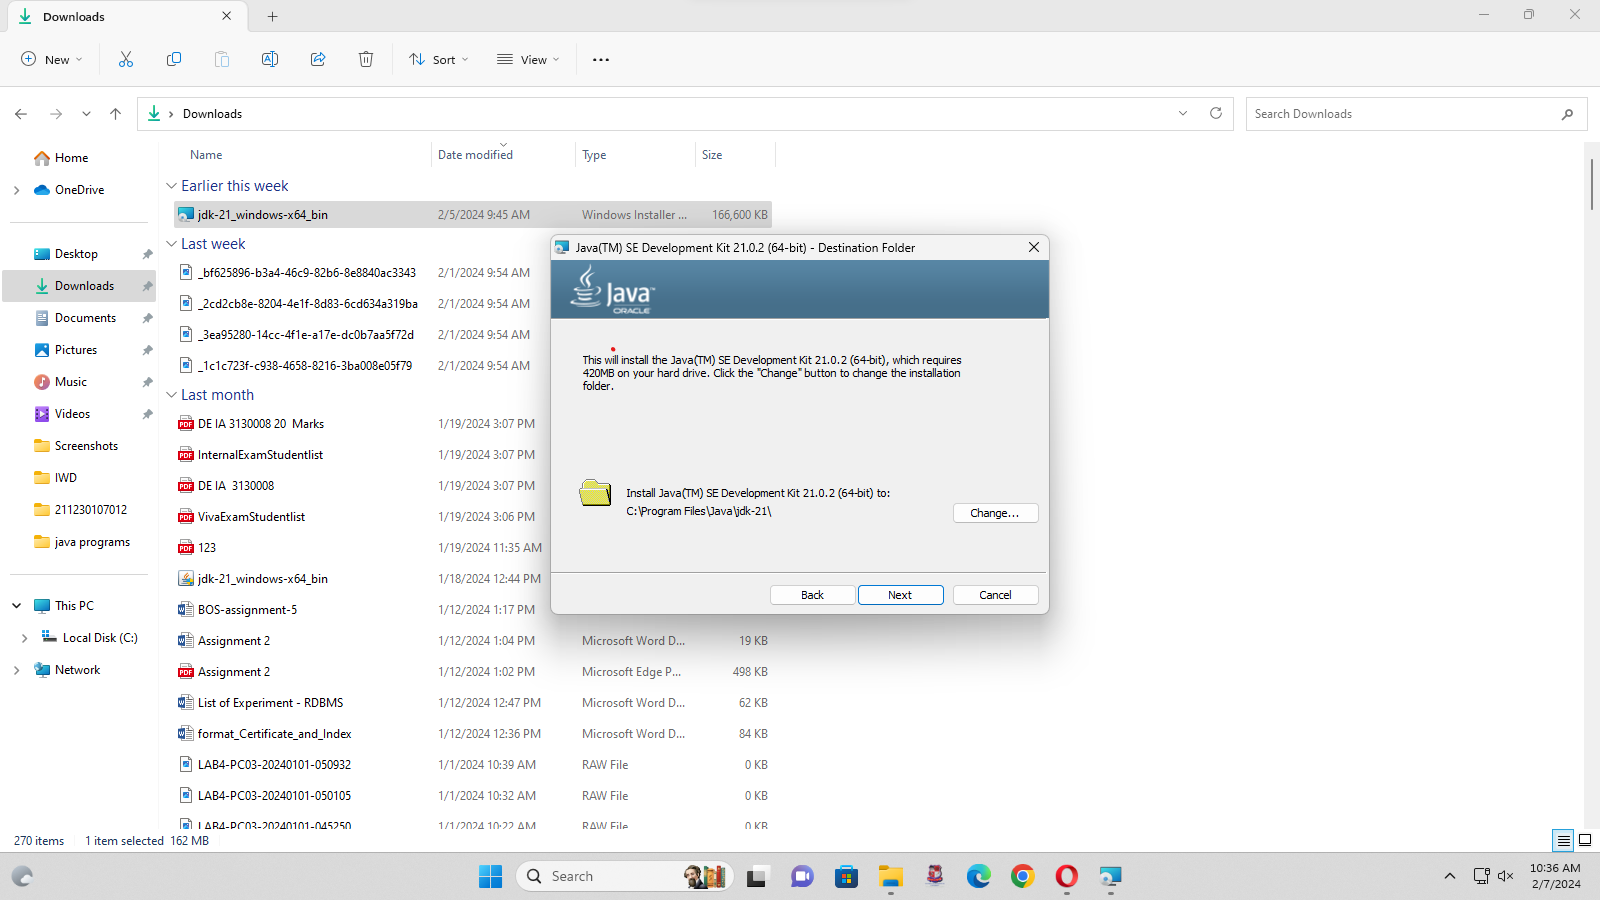 Downloads
New
Sort
View
Downloads
Search Downloads
Home
OneDrive
Desktop
Downloads
Documents
Pictures
Music
Videos
Screenshots
IWD
211230107012
java programs
This PC
Local Disk (C:)
Network
Name Date modified Type Size
Earlier this week
jdk-21_windows-x64_bin 2/5/2024 9:45 AM Windows Installer ... 166,600 KB
Last week
_bf625896-b3a4-46c9-82b6-8e8840ac3343 2/1/2024 9:54 AM
_2cd2cb8e-8204-4e1f-8d83-6cd634a319ba 2/1/2024 9:54 AM
_3ea95280-14cc-4f1e-a17e-dc0b7aa5f72d 2/1/2024 9:54 AM
_1c1c723f-c938-4658-8216-3ba008e05f79 2/1/2024 9:54 AM
Last month
DE IA 3130008 20 Marks 1/19/2024 3:07 PM
InternalExamStudentlist 1/19/2024 3:07 PM
DE IA 3130008 1/19/2024 3:07 PM
VivaExamStudentlist 1/19/2024 3:06 PM
123 1/19/2024 11:35 AM
jdk-21_windows-x64_bin 1/18/2024 12:44 PM
BOS-assignment-5 1/12/2024 1:17 PM
Assignment 2 1/12/2024 1:04 PM Microsoft Word D... 19 KB
Assignment 2 1/12/2024 1:02 PM Microsoft Edge P... 498 KB
List of Experiment - RDBMS 1/12/2024 12:47 PM Microsoft Word D... 62 KB
format_Certificate_and_Index 1/12/2024 12:36 PM Microsoft Word D... 84 KB
LAB4-PC03-20240101-050932 1/1/2024 10:39 AM RAW File 0 KB
LAB4-PC03-20240101-050105 1/1/2024 10:32 AM RAW File 0 KB
LAB4-PC03-20240101-045250 1/1/2024 10:22 AM RAW File 0 KB
Java(TM) SE Development Kit 21.0.2 (64-bit) - Destination Folder
Java™
ORACLE
This will install the Java(TM) SE Development Kit 21.0.2 (64-bit), which requires
420MB on your hard drive. Click the "Change" button to change the installation
folder.
Install Java(TM) SE Development Kit 21.0.2 (64-bit) to:
C:\Program Files\Java\jdk-21\
Change...
Back Next Cancel
270 items 1 item selected 162 MB
Search
10:36 AM
2/7/2024